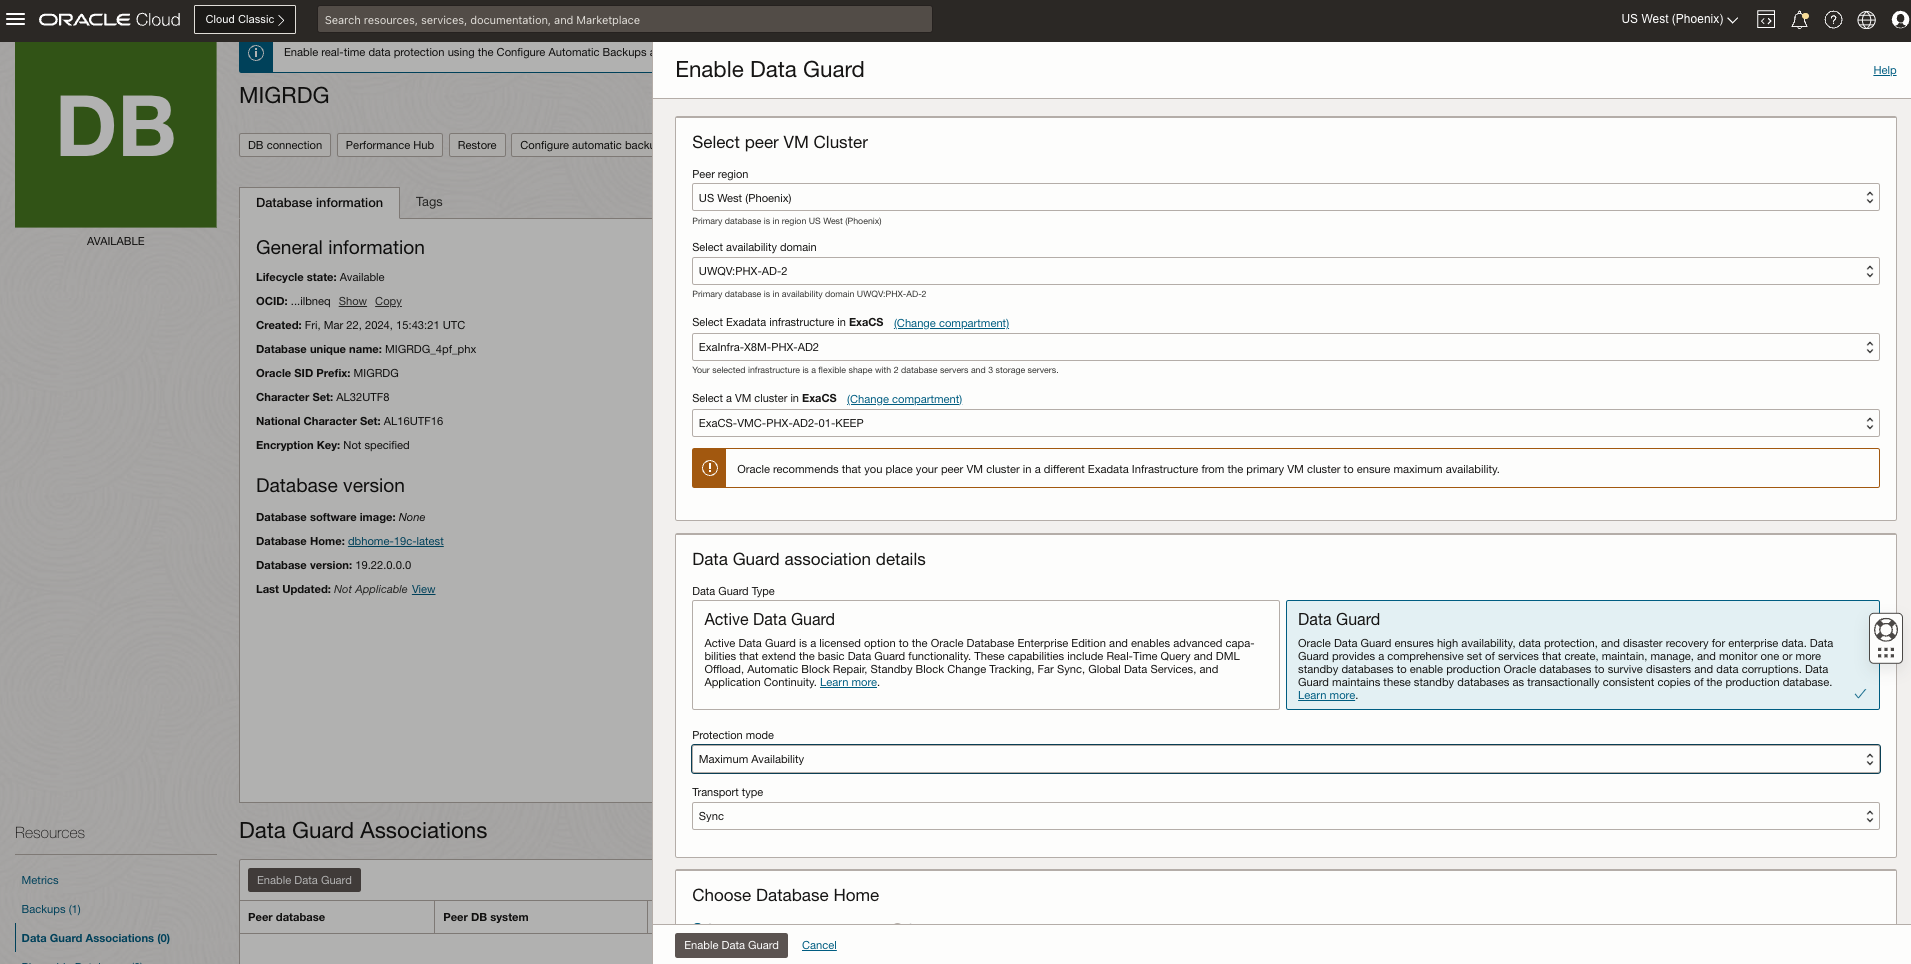 ORACLE Cloud
Cloud Classic
Search resources, services, documentation, and Marketplace
US West (Phoenix)
DB
AVAILABLE
Enable real-time data protection using the Configure Automatic Backups
MIGRDG
DB connection
Performance Hub
Restore
Configure automatic backu
Database information
Tags
General information
Lifecycle state: Available
OCID: ...ilbneq Show Copy
Created: Fri, Mar 22, 2024, 15:43:21 UTC
Database unique name: MIGRDG_4pf_phx
Oracle SID Prefix: MIGRDG
Character Set: AL32UTF8
National Character Set: AL16UTF16
Encryption Key: Not specified
Database version
Database software image: None
Database Home: dbhome-19c-latest
Database version: 19.22.0.0.0
Last Updated: Not Applicable View
Resources
Metrics
Backups (1)
Data Guard Associations (0)
Data Guard Associations
Enable Data Guard
Peer database
Peer DB system
Enable Data Guard
Help
Select peer VM Cluster
Peer region
US West (Phoenix)
Primary database is in region US West (Phoenix)
Select availability domain
UWQV:PHX-AD-2
Primary database is in availability domain UWQV:PHX-AD-2
Select Exadata infrastructure in ExaCS (Change compartment)
ExaInfra-X8M-PHX-AD2
Your selected infrastructure is a flexible shape with 2 database servers and 3 storage servers.
Select a VM cluster in ExaCS (Change compartment)
ExaCS-VMC-PHX-AD2-01-KEEP
Oracle recommends that you place your peer VM cluster in a different Exadata Infrastructure from the primary VM cluster to ensure maximum availability.
Data Guard association details
Data Guard Type
Active Data Guard
Active Data Guard is a licensed option to the Oracle Database Enterprise Edition and enables advanced capa-
bilities that extend the basic Data Guard functionality. These capabilities include Real-Time Query and DML
Offload, Automatic Block Repair, Standby Block Change Tracking, Far Sync, Global Data Services, and
Application Continuity. Learn more.
Data Guard
Oracle Data Guard ensures high availability, data protection, and disaster recovery for enterprise data. Data
Guard provides a comprehensive set of services that create, maintain, manage, and monitor one or more
standby databases to enable production Oracle databases to survive disasters and data corruptions. Data
Guard maintains these standby databases as transactionally consistent copies of the production database.
Learn more.
Protection mode
Maximum Availability
Transport type
Sync
Choose Database Home
Enable Data Guard
Cancel